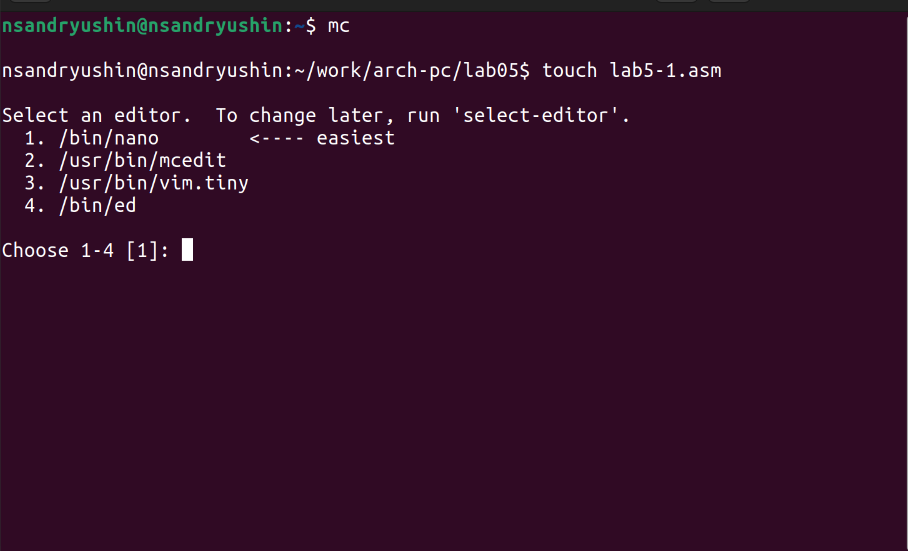 nsandryushin@nsandryushin:~$ mc
nsandryushin@nsandryushin:~/work/arch-pc/lab05$ touch lab5-1.asm
Select an editor.  To change later, run 'select-editor'.
  1. /bin/nano        <---- easiest
  2. /usr/bin/mcedit
  3. /usr/bin/vim.tiny
  4. /bin/ed
Choose 1-4 [1]: